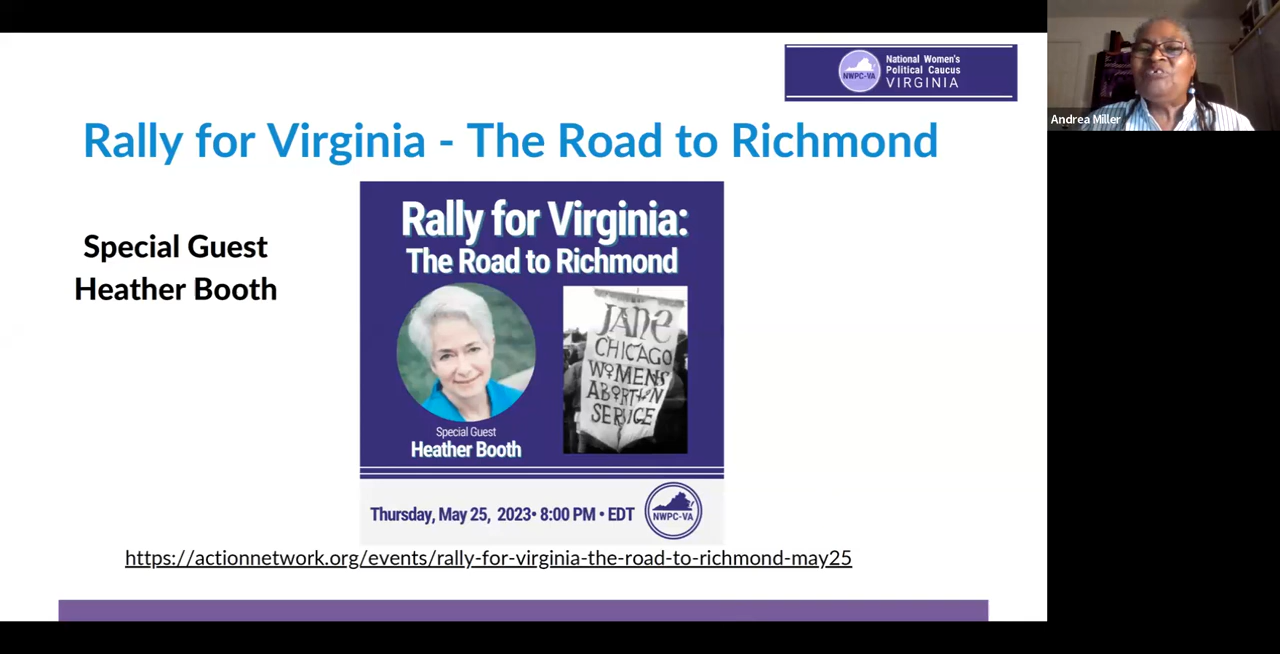 National Women's
Political Caucus
VIRGINIA
NWPC-VA
Andrea Miller
Rally for Virginia - The Road to Richmond
Special Guest
Heather Booth
Rally for Virginia:
The Road to Richmond
JANE
CHICAGO
WOMENS
ABORTION
SERVICE
Special Guest
Heather Booth
Thursday, May 25, 2023• 8:00 PM • EDT
NWPC-VA
https://actionnetwork.org/events/rally-for-virginia-the-road-to-richmond-may25